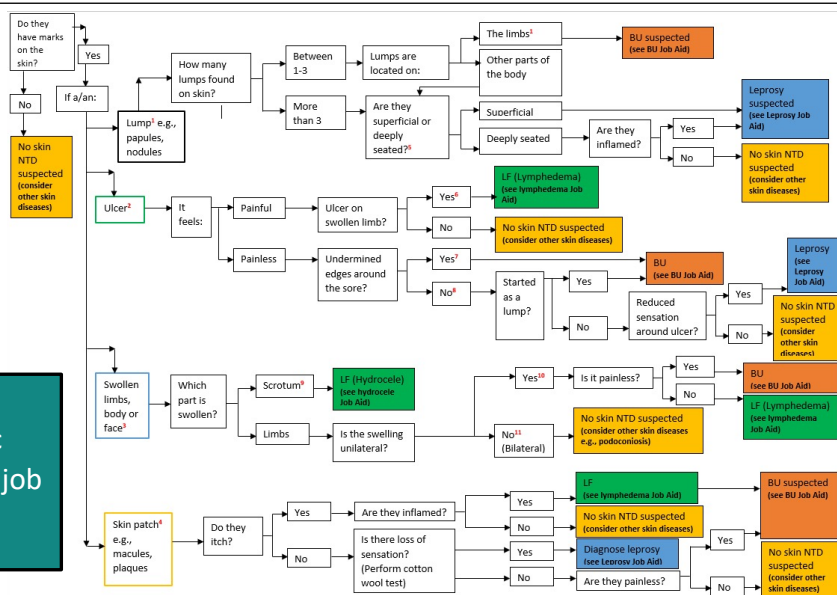 Do they
have marks
on the
skin?
Yes
No
If a/an:
No skin
NTD
suspected
(consider
other skin
diseases)
Lump1 e.g.,
papules,
nodules
How many
lumps found
on skin?
Between
1-3
Lumps are
located on:
The limbs1
BU suspected
(see BU Job Aid)
Other parts
of the
body
More
than 3
Are they
superficial or
deeply
seated?5
Superficial
Leprosy
suspected
(see Leprosy Job
Aid)
Deeply seated
Are they
inflamed?
Yes
No
No skin NTD
suspected
(consider other
skin diseases)
Ulcer2
It
feels:
Painful
Ulcer on
swollen limb?
Yes6
LF (Lymphedema)
(see lymphedema Job
Aid)
No
No skin NTD suspected
(consider other skin diseases)
Painless
Undermined
edges around
the sore?
Yes7
BU
(see BU Job Aid)
No8
Started
as a
lump?
Yes
No
Reduced
sensation
around ulcer?
Yes
Leprosy
(see
Leprosy
Job Aid)
No
No skin NTD
suspected
(consider
other skin
diseases)
Swollen
limbs,
body or
face3
Which
part is
swollen?
Scrotum9
LF (Hydrocele)
(see hydrocele
Job Aid)
Limbs
Is the swelling
unilateral?
Yes10
Is it painless?
Yes
BU
(see BU Job Aid)
No
LF (Lymphedema)
(see lymphedema
Job Aid)
No11
(Bilateral)
No skin NTD suspected
(consider other skin diseases
e.g., podoconiosis)
job
Skin patch4
e.g.,
macules,
plaques
Do they
itch?
Yes
Are they inflamed?
Yes
LF
(see lymphedema Job Aid)
BU suspected
(see BU Job Aid)
No
No skin NTD suspected
(consider other skin diseases)
No
Is there loss of
sensation?
(Perform cotton
wool test)
Yes
Diagnose leprosy
(see Leprosy Job Aid)
No
Are they painless?
Yes
No
No skin NTD
suspected
(consider other
skin diseases)